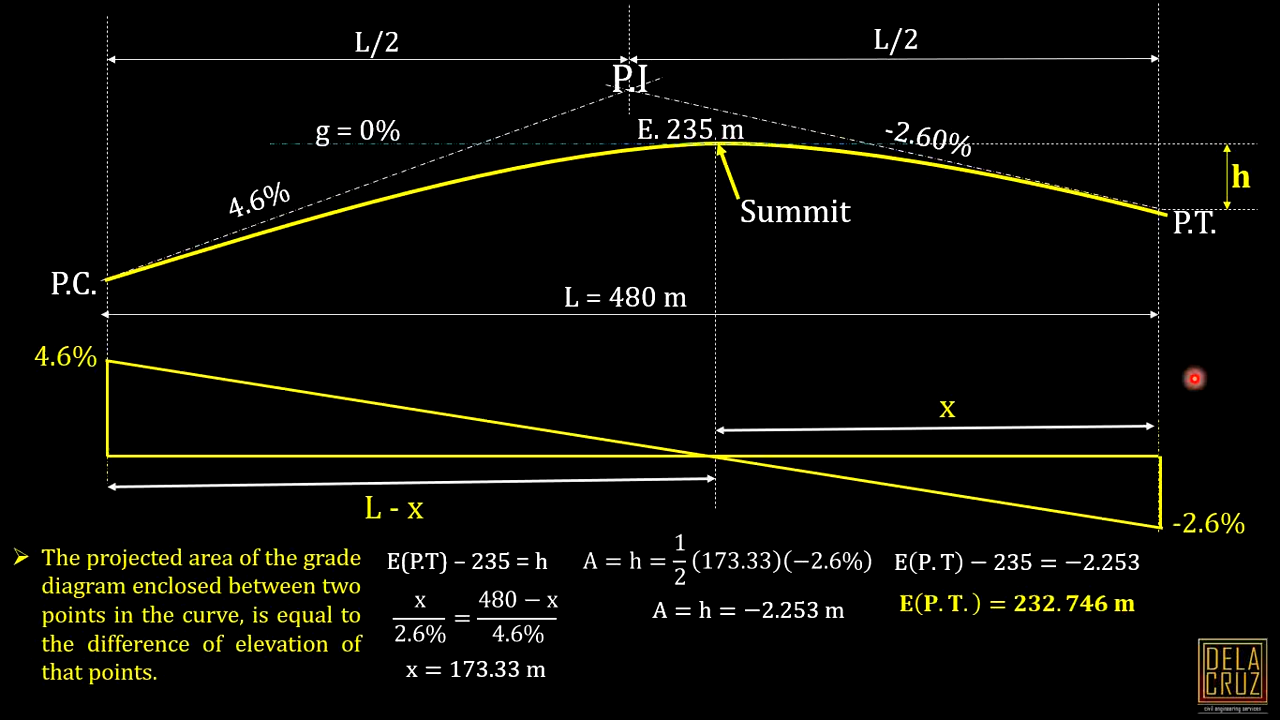 L/2
L/2
P.I
g = 0%
E. 235 m
-2.60%
4.6%
h
Summit
P.T.
P.C.
L = 480 m
4.6%
x
L - x
-2.6%
➢ The projected area of the grade
diagram enclosed between two
points in the curve, is equal to
the difference of elevation of
that points.
E(P.T) – 235 = h
x/2.6% = 480 − x/4.6%
x = 173.33 m
A = h = 1/2 (173.33)(−2.6%)
A = h = −2.253 m
E(P.T) − 235 = −2.253
E(P.T.) = 232.746 m
DELA
CRUZ
civil engineering services